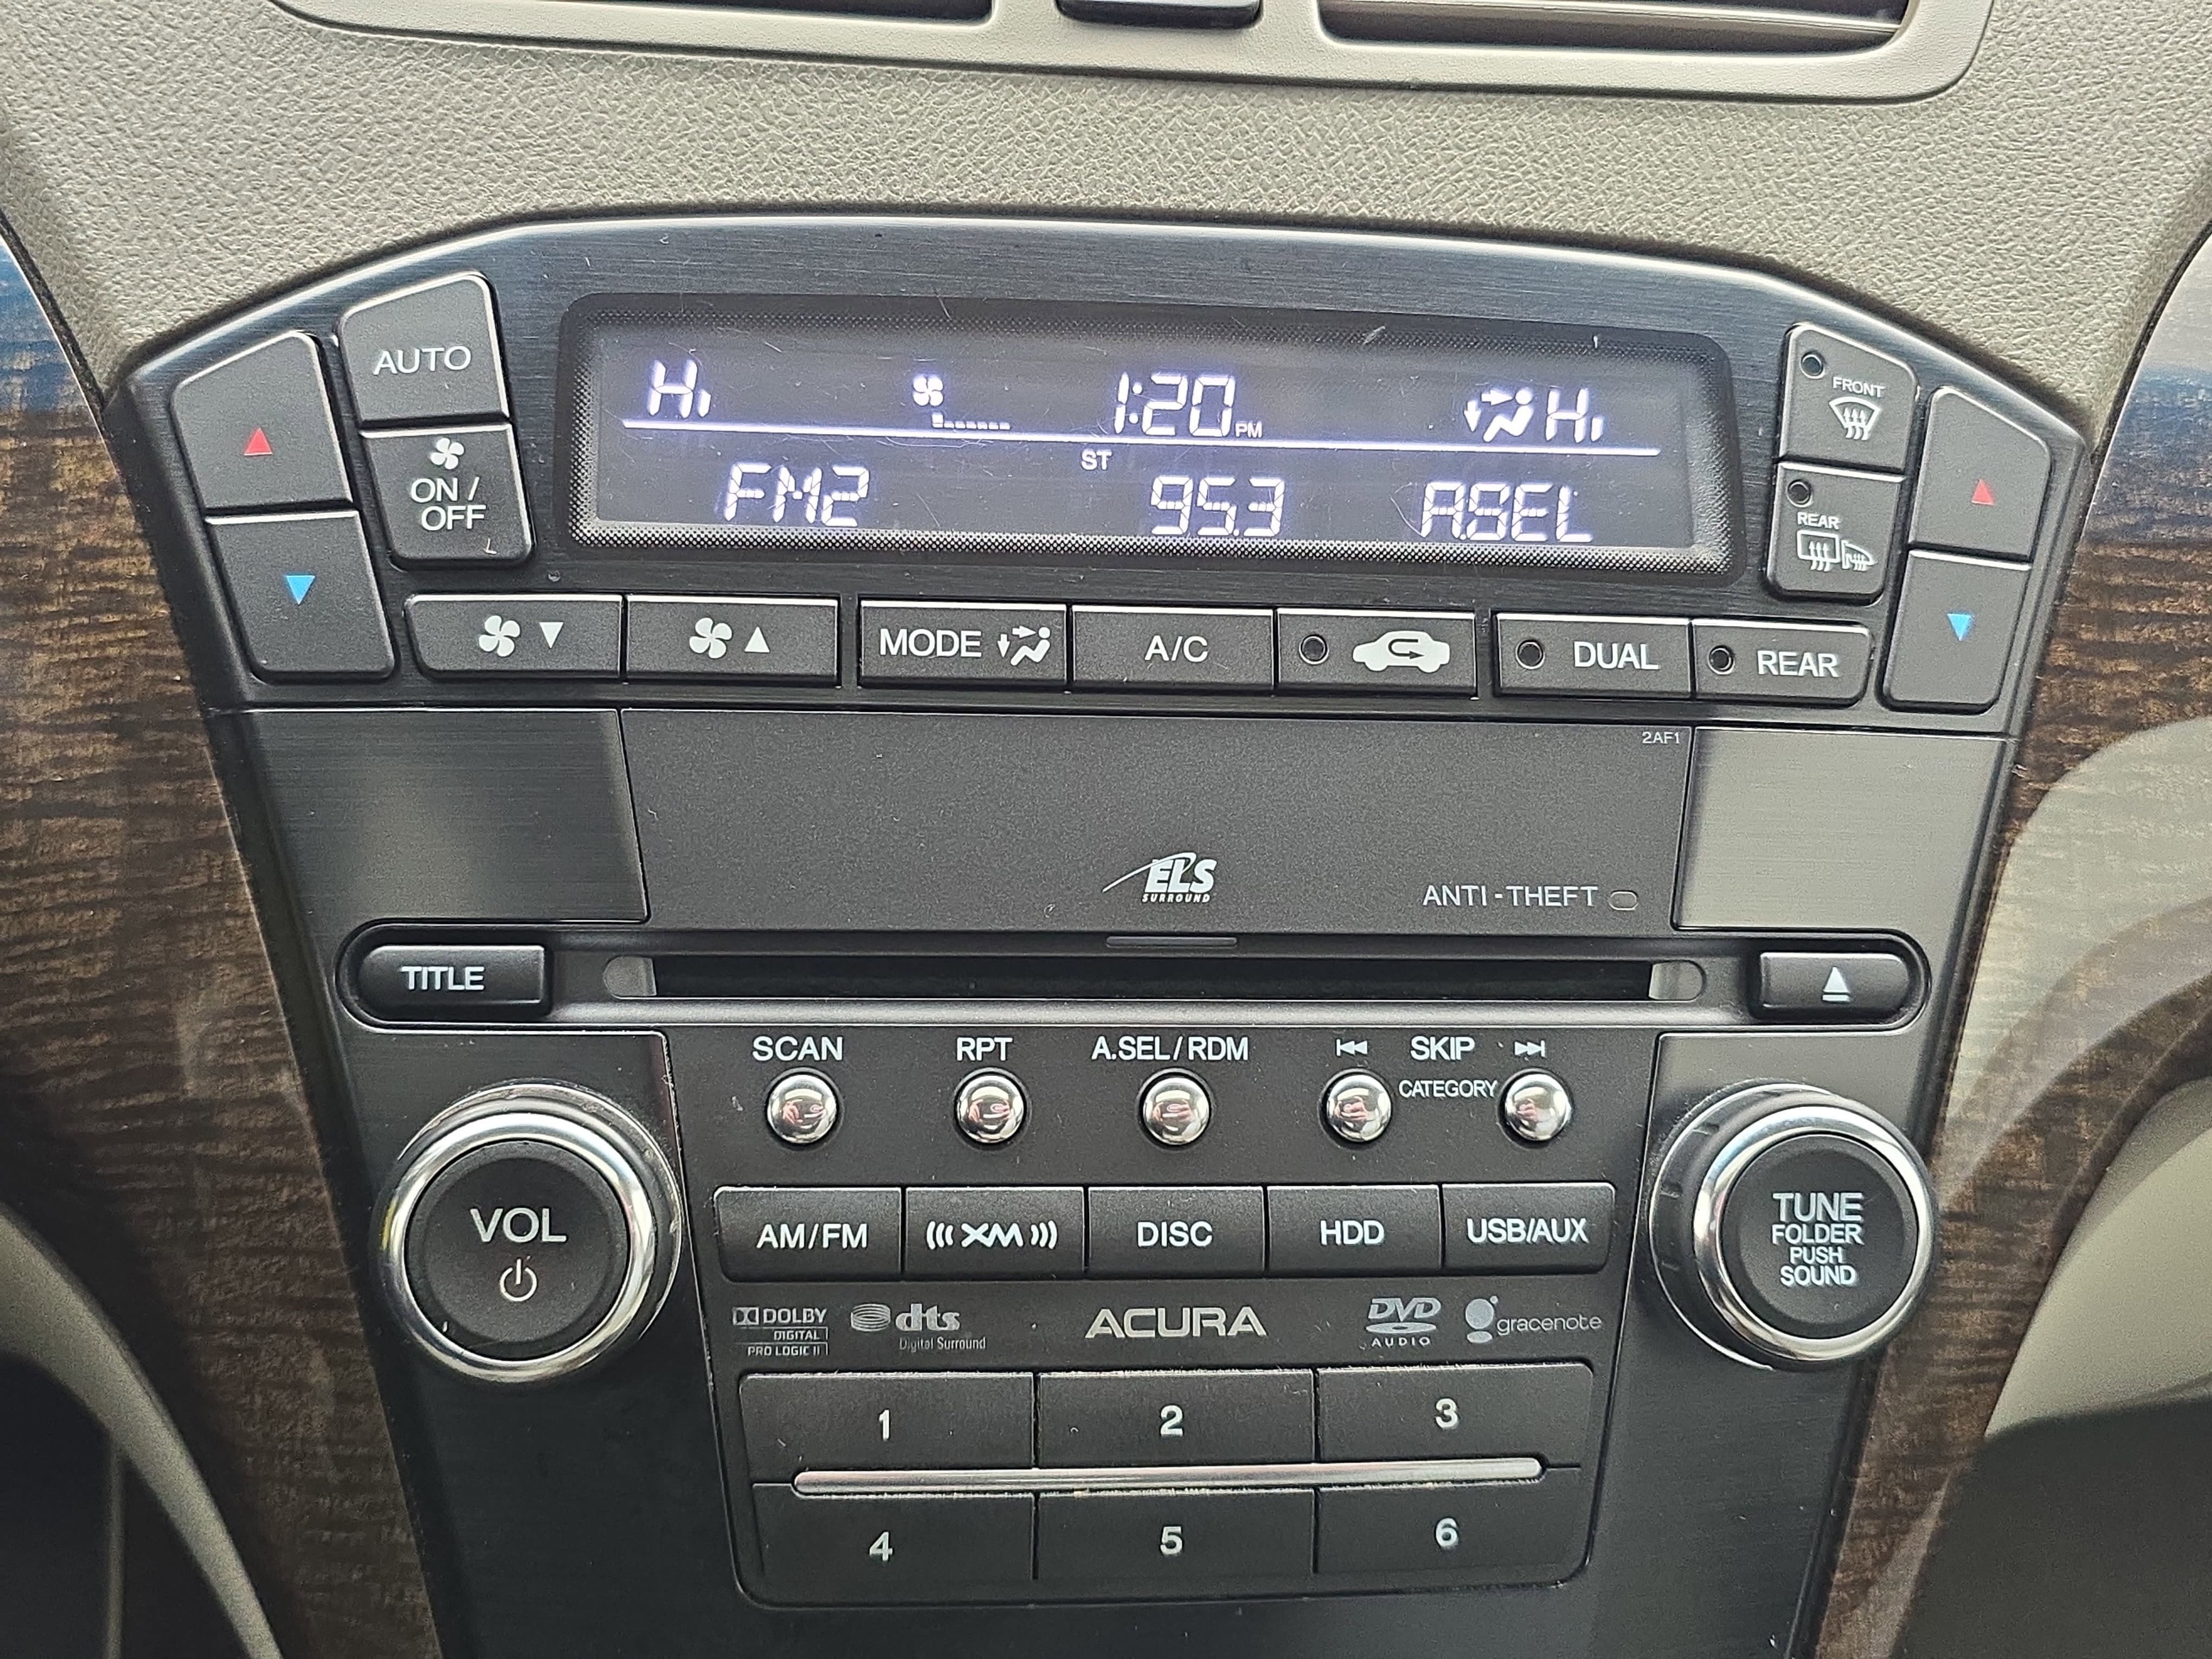 AUTO
ON /
OFF
Hi 1:20 PM Hi
ST
FM2 95.3 A.SEL
FRONT
REAR
MODE A/C DUAL REAR
2AF1
ELS
SURROUND
ANTI-THEFT
TITLE
SCAN RPT A.SEL/RDM SKIP
CATEGORY
VOL
AM/FM XM DISC HDD USB/AUX
TUNE
FOLDER
PUSH
SOUND
DOLBY
DIGITAL
PRO LOGIC II
dts
Digital Surround
ACURA
DVD
AUDIO
gracenote
1 2 3
4 5 6